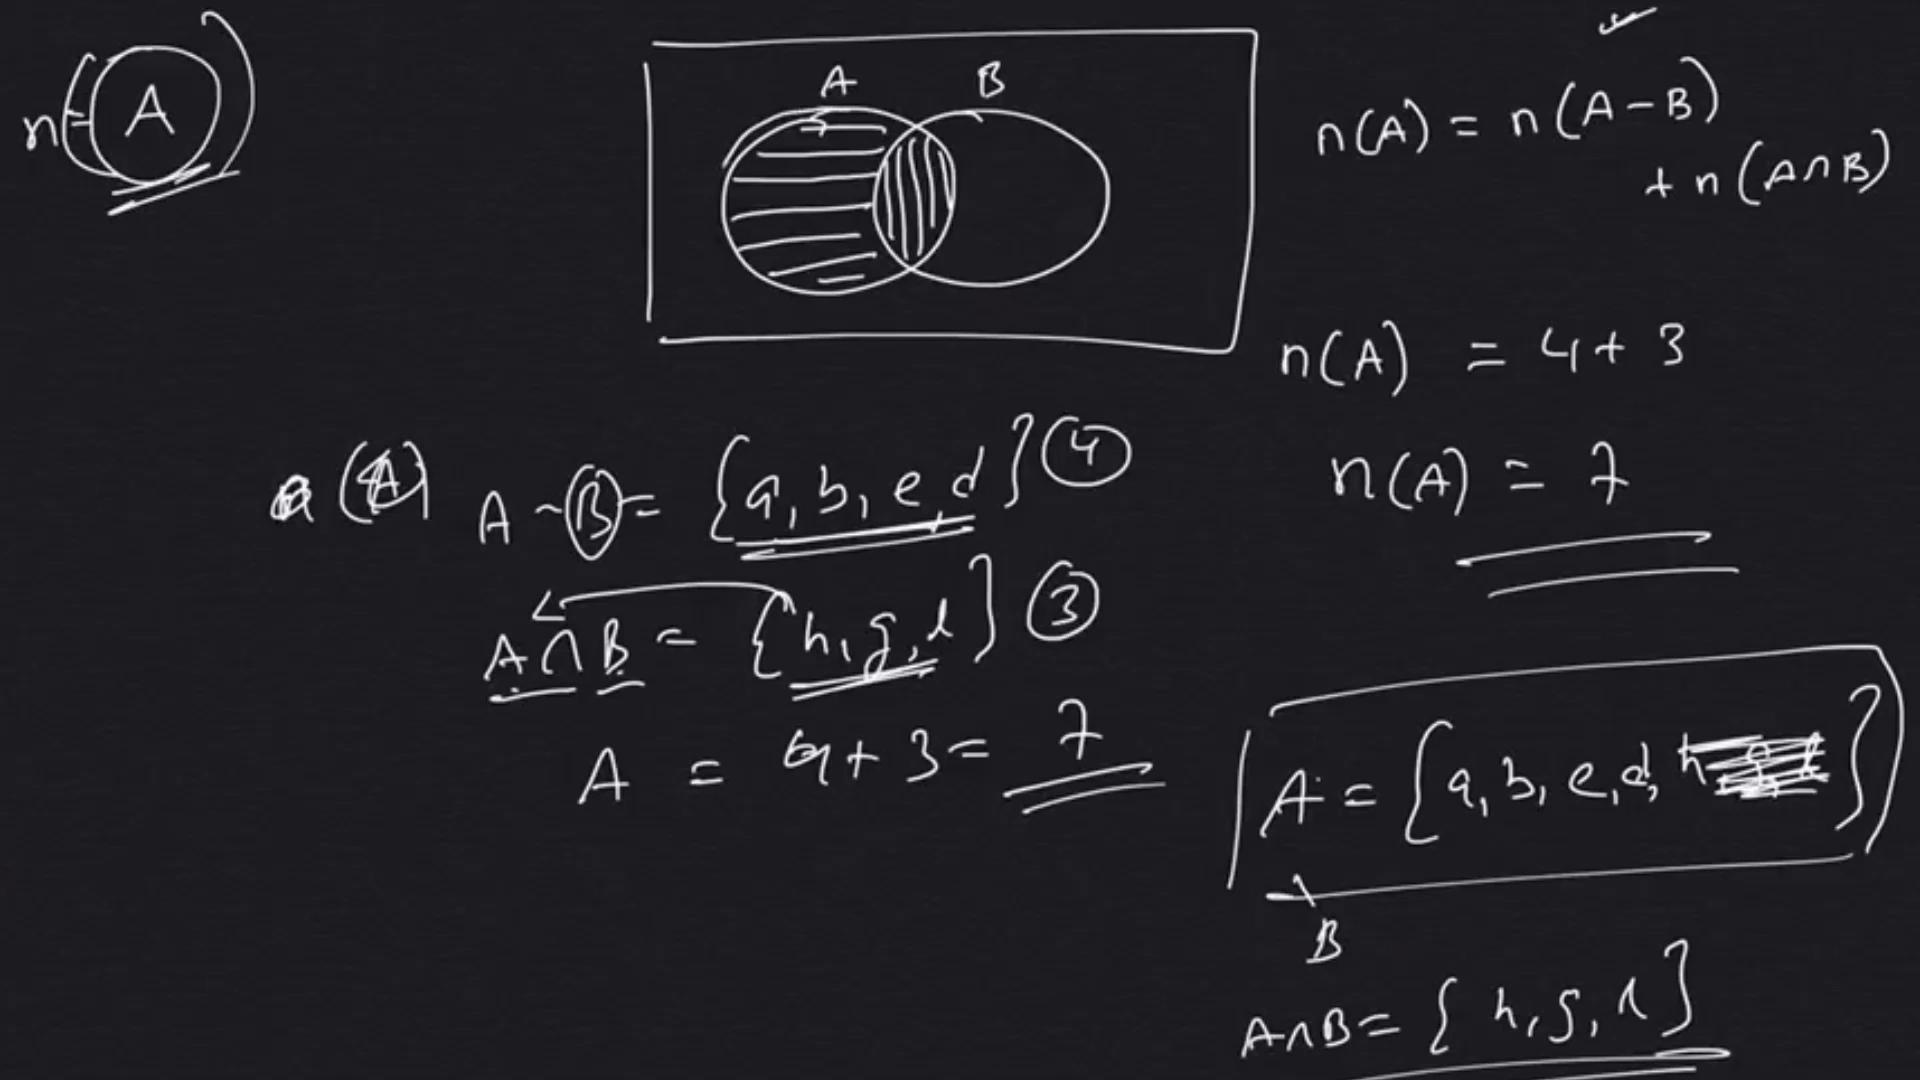 n(A)
A B
n(A) = n(A-B)
+ n(A∩B)
n(A) = 4+3
n(A) = 7
(A) A-B = {a, b, e, d} 4
A∩B = {h, g, l} 3
A = 4+3 = 7
A = {a, b, e, d, h
B
A∩B = {h, g, l}